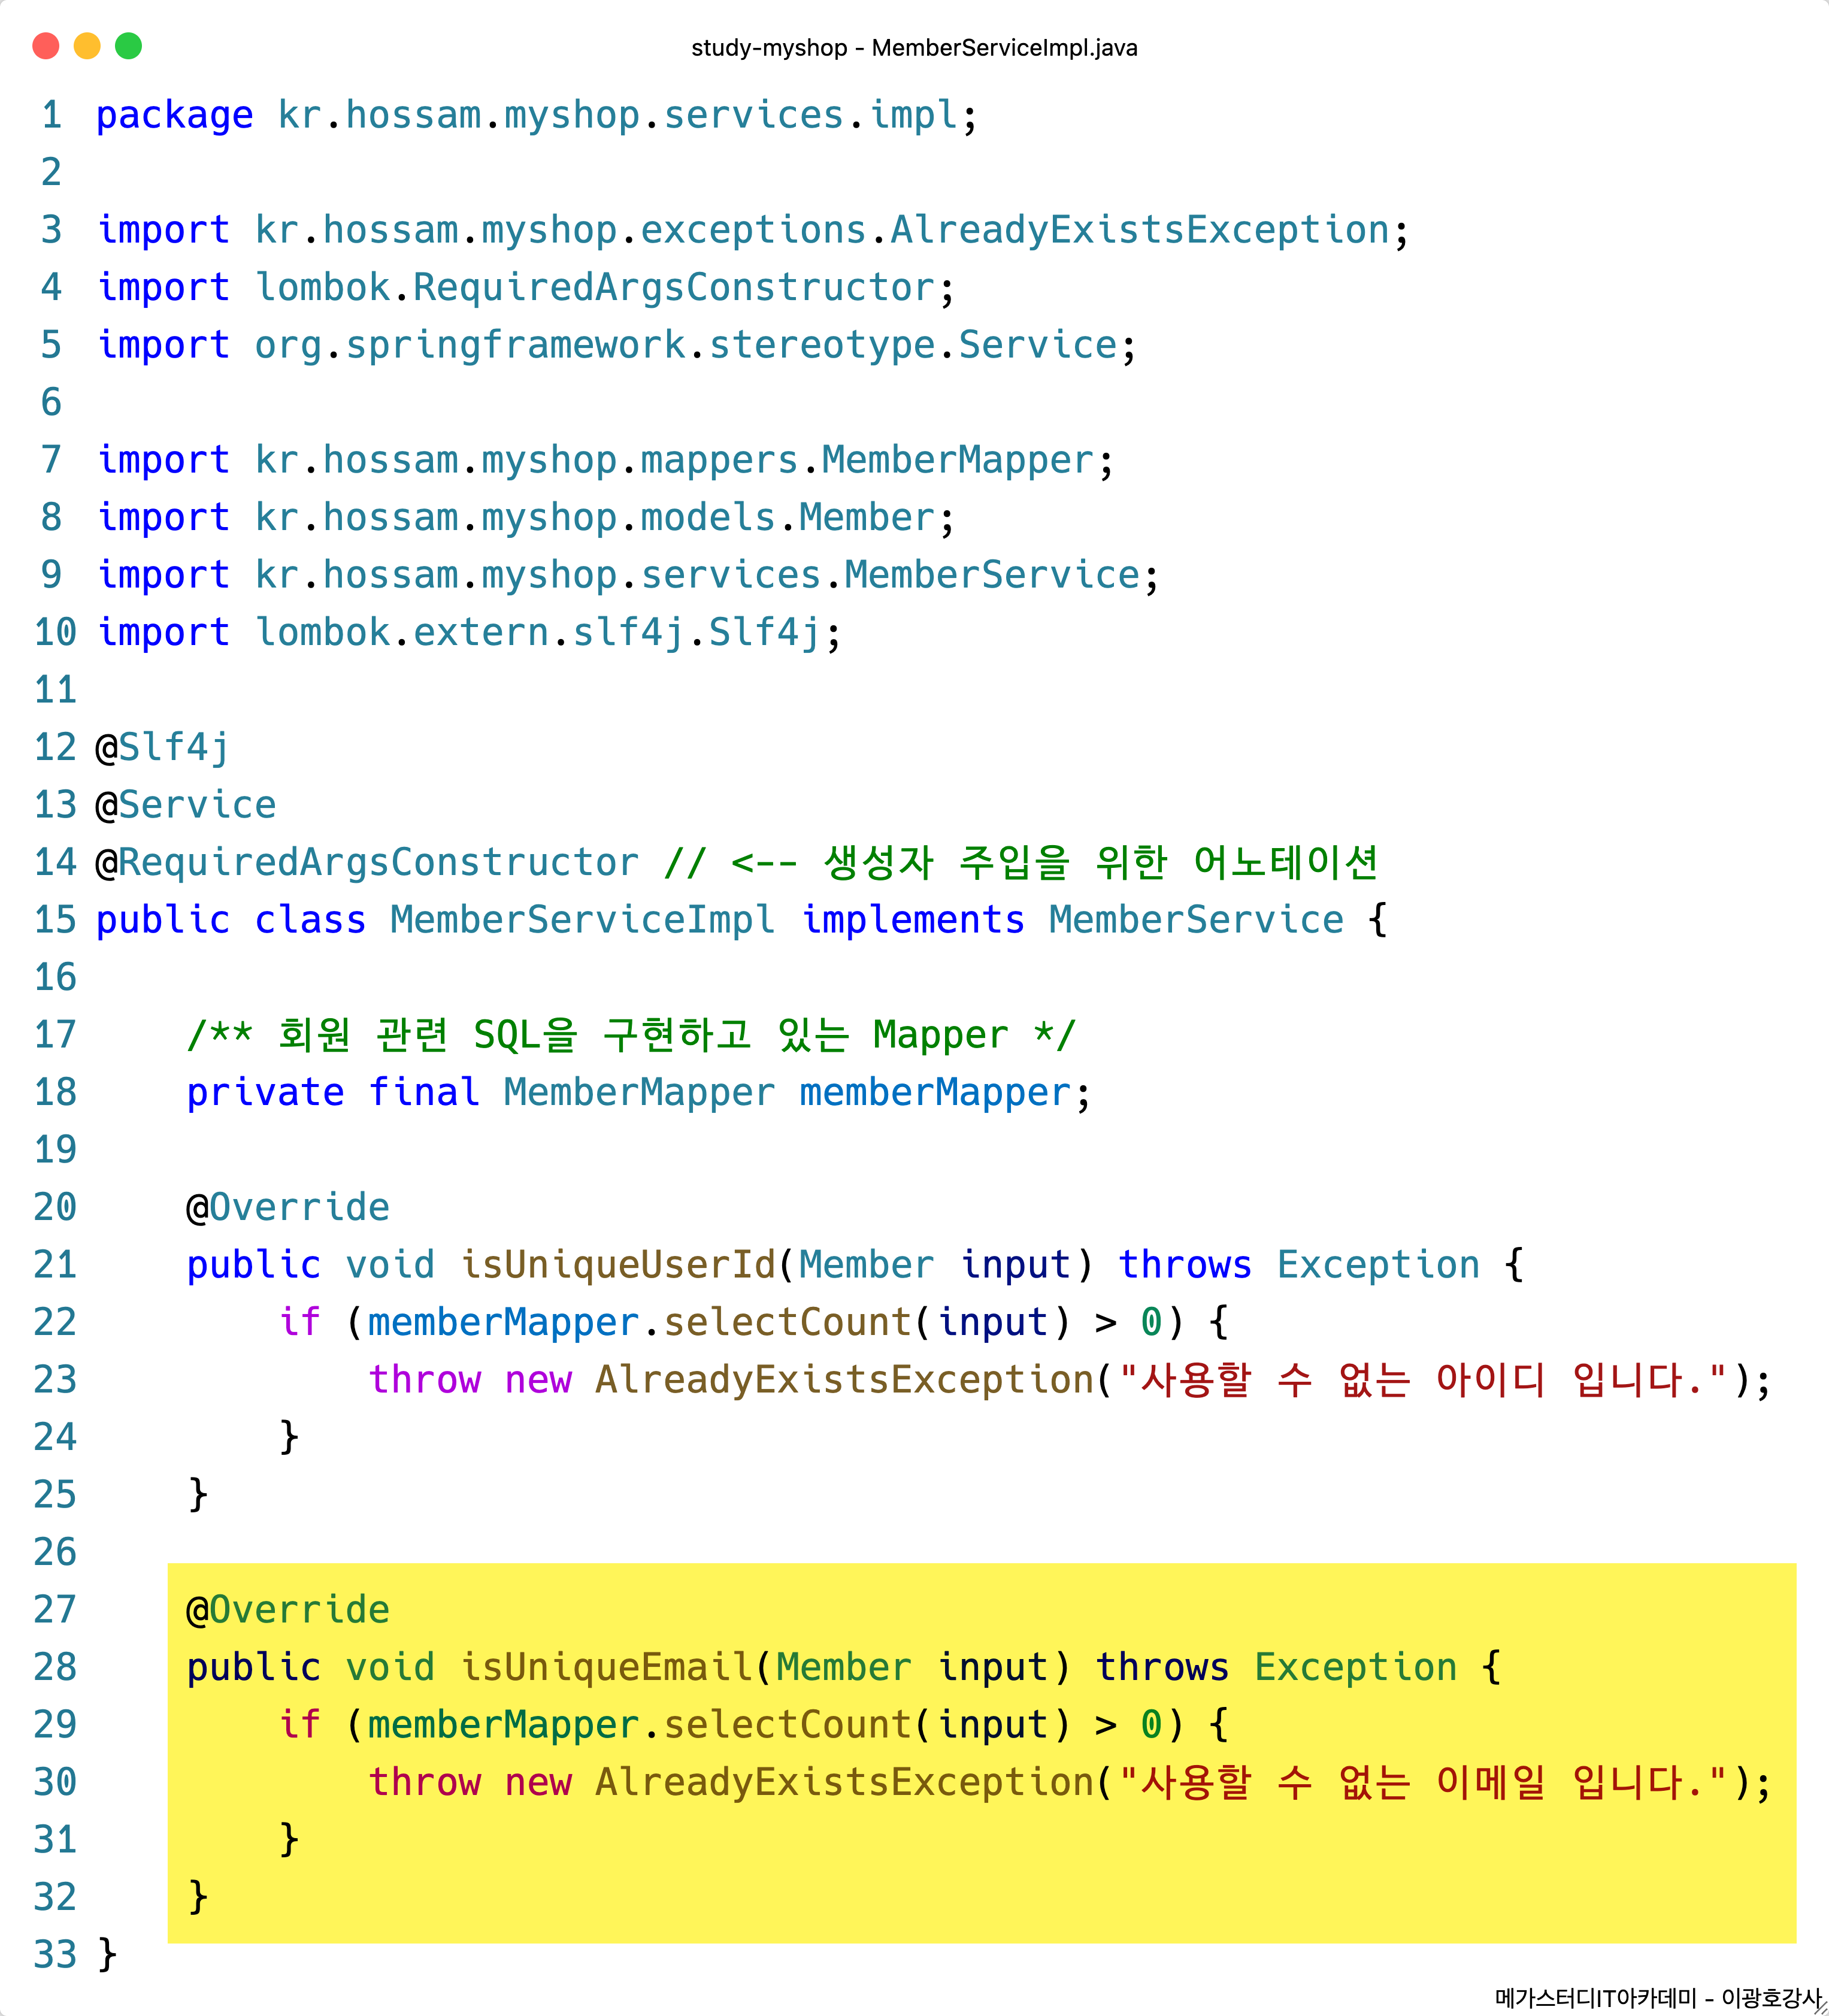 study-myshop - MemberServiceImpl.java
1 package kr.hossam.myshop.services.impl;
2
3 import kr.hossam.myshop.exceptions.AlreadyExistsException;
4 import lombok.RequiredArgsConstructor;
5 import org.springframework.stereotype.Service;
6
7 import kr.hossam.myshop.mappers.MemberMapper;
8 import kr.hossam.myshop.models.Member;
9 import kr.hossam.myshop.services.MemberService;
10 import lombok.extern.slf4j.Slf4j;
11
12 @Slf4j
13 @Service
14 @RequiredArgsConstructor // <-- 생성자 주입을 위한 어노테이션
15 public class MemberServiceImpl implements MemberService {
16
17     /** 회원 관련 SQL을 구현하고 있는 Mapper */
18     private final MemberMapper memberMapper;
19
20     @Override
21     public void isUniqueUserId(Member input) throws Exception {
22         if (memberMapper.selectCount(input) > 0) {
23             throw new AlreadyExistsException("사용할 수 없는 아이디 입니다.");
24         }
25     }
26
27     @Override
28     public void isUniqueEmail(Member input) throws Exception {
29         if (memberMapper.selectCount(input) > 0) {
30             throw new AlreadyExistsException("사용할 수 없는 이메일 입니다.");
31         }
32     }
33 }
메가스터디IT아카데미 - 이광호강사